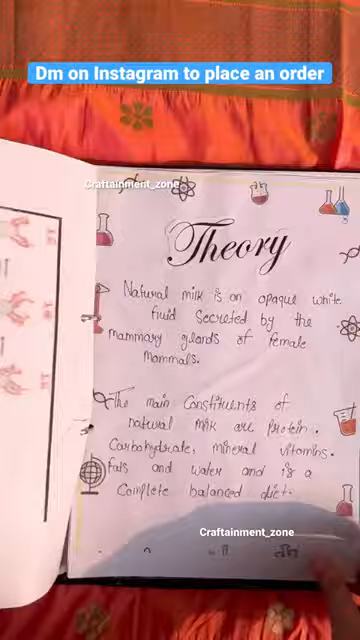 Dm on Instagram to place an order
Craftainment_zone
Theory
Natural milk is an opaque white
fluid Secreted by the
mammary glands of female
mammals.
The main Constituents of
natural milk are Protein,
Carbohydrate, mineral vitamins.
fats and water and is a
Complete balanced diet.
Craftainment_zone